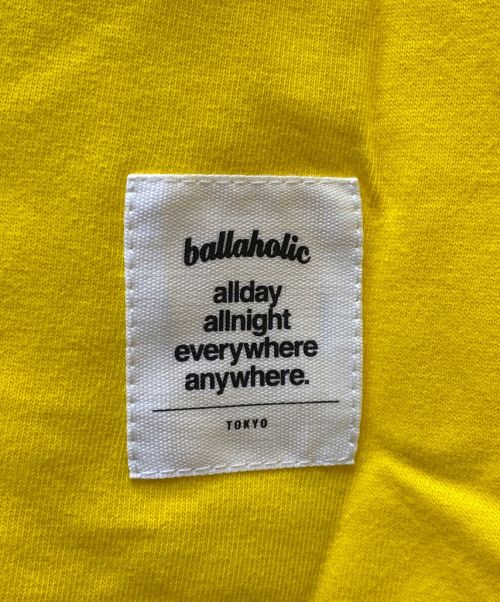 ballaholic
allday
allnight
everywhere
anywhere.
TOKYO